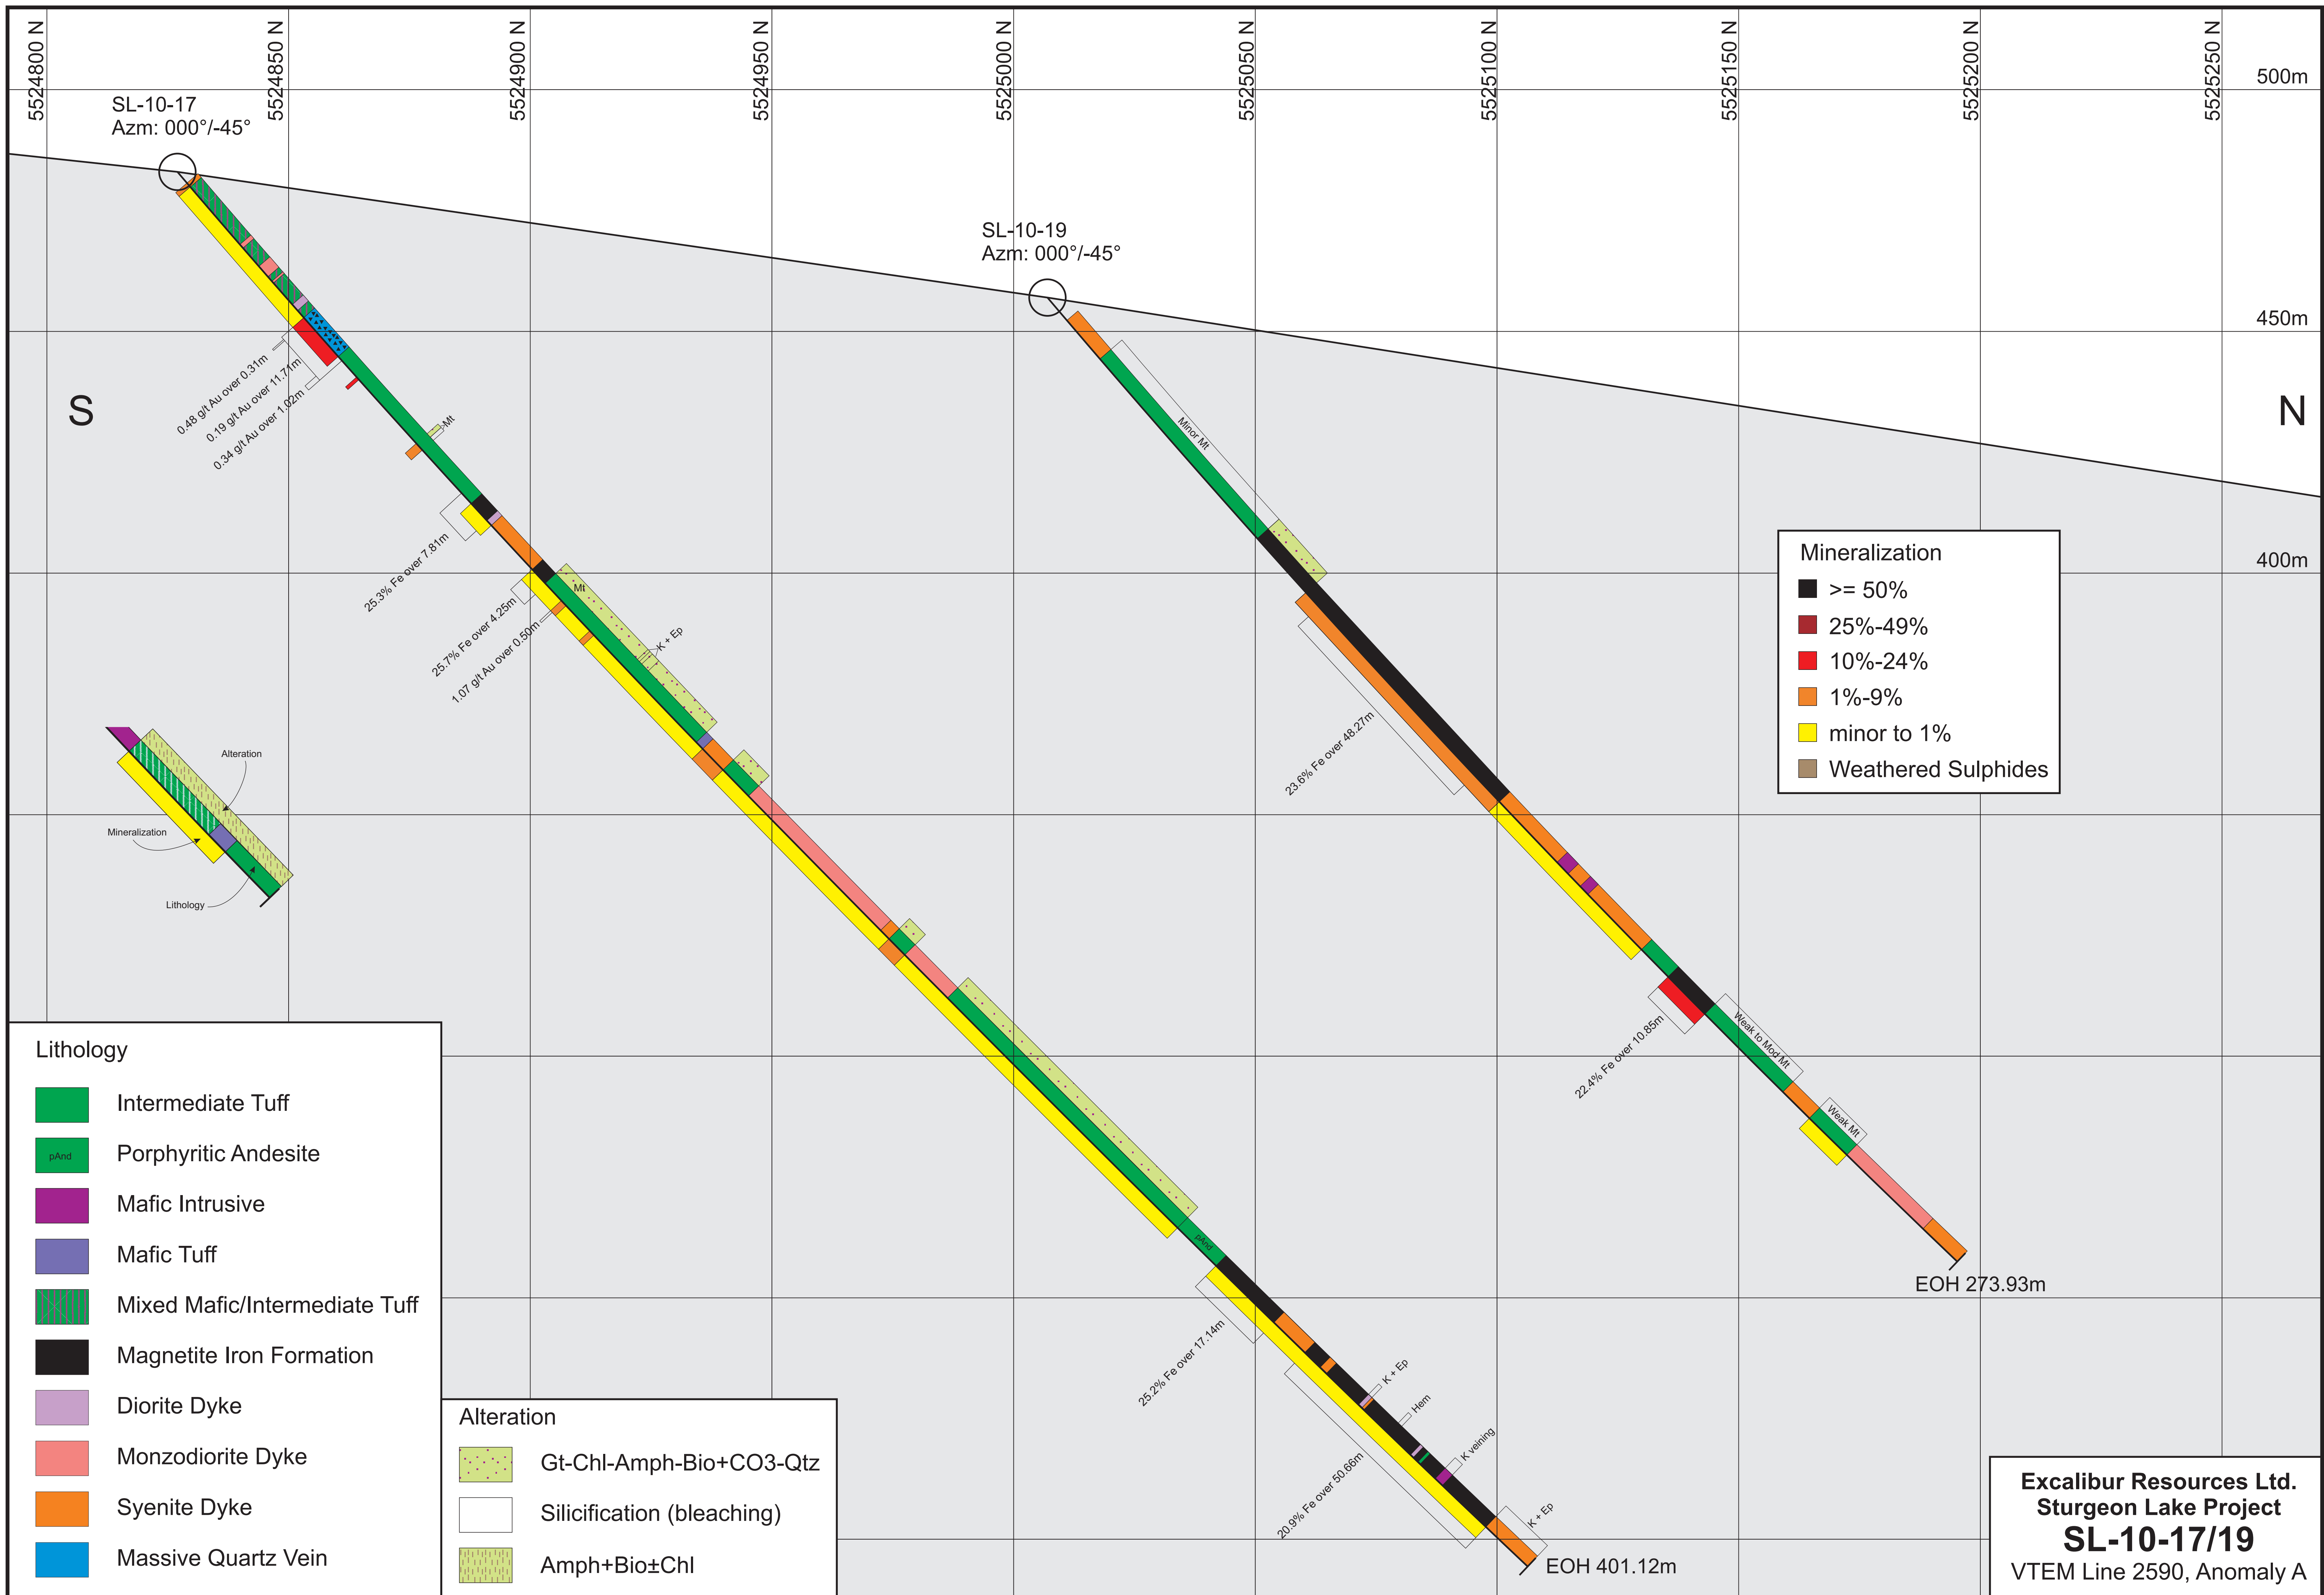 5524800 N
5524850 N
5524900 N
5524950 N
5525000 N
5525050 N
5525100 N
5525150 N
5525200 N
5525250 N
500m
450m
400m
SL-10-17
Azm: 000°/-45°
SL-10-19
Azm: 000°/-45°
S
N
0.48 g/t Au over 0.31m
0.19 g/t Au over 11.71m
0.34 g/t Au over 1.02m
Mt
25.3% Fe over 7.81m
25.7% Fe over 4.25m
1.07 g/t Au over 0.50m
Mt
K + Ep
Minor Mt
23.6% Fe over 48.27m
22.4% Fe over 10.85m
Weak to Mod Mt
Weak Mt
EOH 273.93m
pAnd
25.2% Fe over 17.14m
20.9% Fe over 50.66m
K + Ep
Hem
K veining
K + Ep
EOH 401.12m
Alteration
Mineralization
Lithology
Mineralization
>= 50%
25%-49%
10%-24%
1%-9%
minor to 1%
Weathered Sulphides
Lithology
Intermediate Tuff
pAnd Porphyritic Andesite
Mafic Intrusive
Mafic Tuff
Mixed Mafic/Intermediate Tuff
Magnetite Iron Formation
Diorite Dyke
Monzodiorite Dyke
Syenite Dyke
Massive Quartz Vein
Alteration
Gt-Chl-Amph-Bio+CO3-Qtz
Silicification (bleaching)
Amph+Bio±Chl
Excalibur Resources Ltd.
Sturgeon Lake Project
SL-10-17/19
VTEM Line 2590, Anomaly A